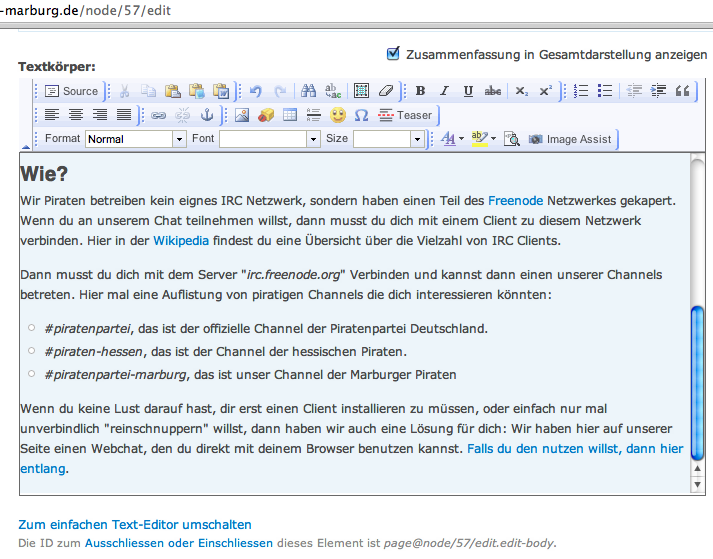 -marburg.de/node/57/edit
Zusammenfassung in Gesamtdarstellung anzeigen
Textkörper:
Source
B I U abc x₂ x²
Teaser
Format Normal Font Size Image Assist
Wie?
Wir Piraten betreiben kein eignes IRC Netzwerk, sondern haben einen Teil des Freenode Netzwerkes gekapert.
Wenn du an unserem Chat teilnehmen willst, dann musst du dich mit einem Client zu diesem Netzwerk
verbinden. Hier in der Wikipedia findest du eine Übersicht über die Vielzahl von IRC Clients.
Dann musst du dich mit dem Server "irc.freenode.org" Verbinden und kannst dann einen unserer Channels
betreten. Hier mal eine Auflistung von piratigen Channels die dich interessieren könnten:
#piratenpartei, das ist der offizielle Channel der Piratenpartei Deutschland.
#piraten-hessen, das ist der Channel der hessischen Piraten.
#piratenpartei-marburg, das ist unser Channel der Marburger Piraten
Wenn du keine Lust darauf hast, dir erst einen Client installieren zu müssen, oder einfach nur mal
unverbindlich "reinschnuppern" willst, dann haben wir auch eine Lösung für dich: Wir haben hier auf unserer
Seite einen Webchat, den du direkt mit deinem Browser benutzen kannst. Falls du den nutzen willst, dann hier
entlang.
Zum einfachen Text-Editor umschalten
Die ID zum Ausschliessen oder Einschliessen dieses Element ist page@node/57/edit.edit-body.